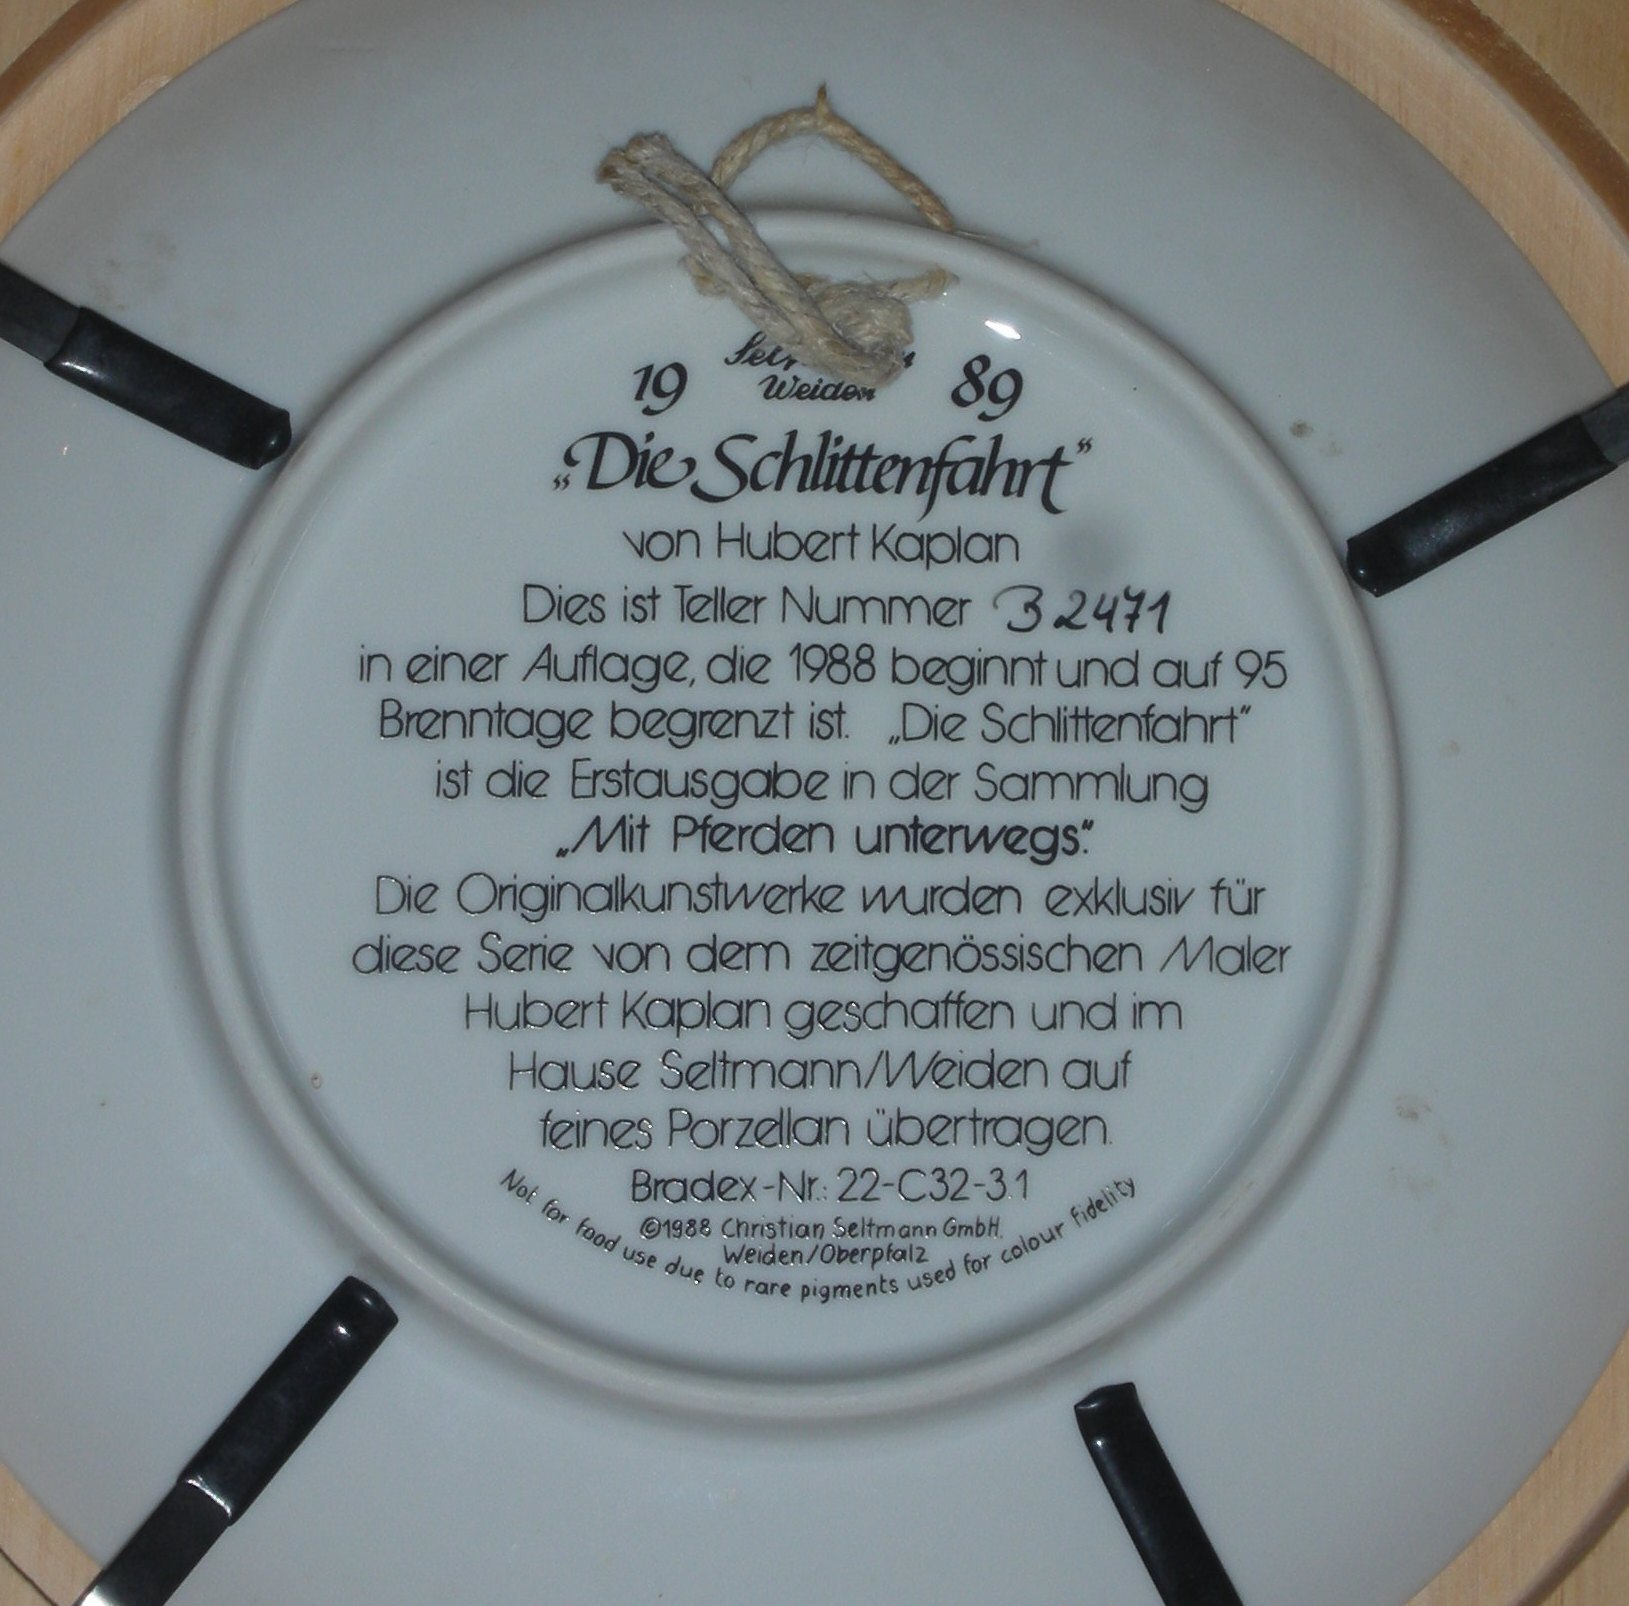 19 Weiden 89
„Die Schlittenfahrt“
von Hubert Kaplan
Dies ist Teller Nummer B 2471
in einer Auflage, die 1988 beginnt und auf 95
Brenntage begrenzt ist. „Die Schlittenfahrt“
ist die Erstausgabe in der Sammlung
„Mit Pferden unterwegs“.
Die Originalkunstwerke wurden exklusiv für
diese Serie von dem zeitgenössischen Maler
Hubert Kaplan geschaffen und im
Hause Seltmann/Weiden auf
feines Porzellan übertragen.
Bradex-Nr.: 22-C32-3.1
©1988 Christian Seltmann GmbH.
Weiden/Oberpfalz
Not for food use due to rare pigments used for colour fidelity